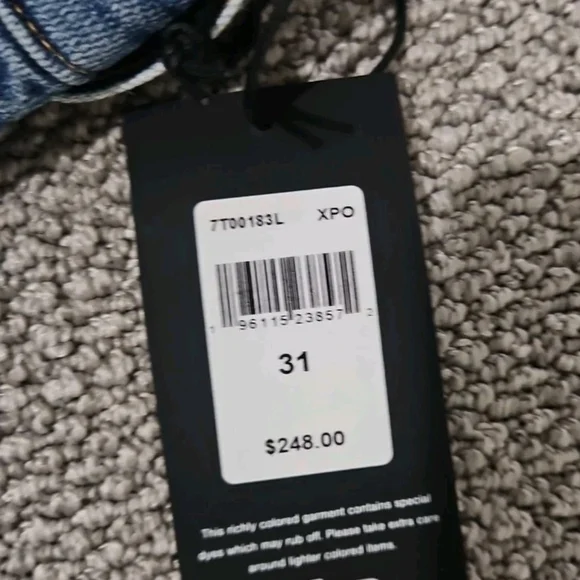 7T00183L XPO
1 96115 23857 2
31
$248.00
This richly colored garment contains special
dyes which may rub off. Please take extra care
around lighter colored items.